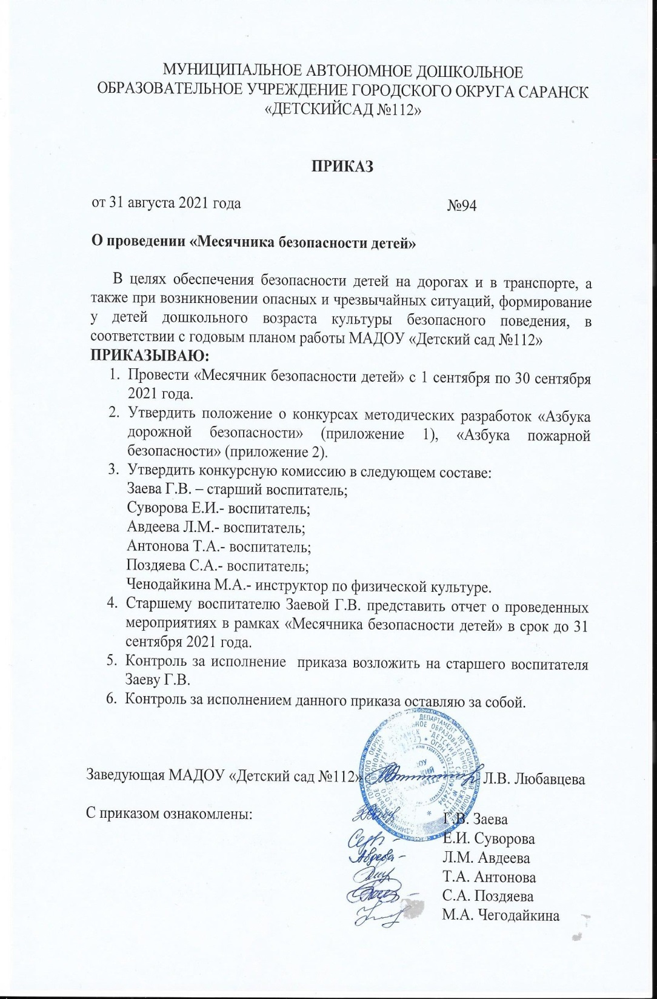 МУНИЦИПАЛЬНОЕ АВТОНОМНОЕ ДОШКОЛЬНОЕ
ОБРАЗОВАТЕЛЬНОЕ УЧРЕЖДЕНИЕ ГОРОДСКОГО ОКРУГА САРАНСК
«ДЕТСКИЙСАД №112»
ПРИКАЗ
от 31 августа 2021 года №94
О проведении «Месячника безопасности детей»
В целях обеспечения безопасности детей на дорогах и в транспорте, а
также при возникновении опасных и чрезвычайных ситуаций, формирование
у детей дошкольного возраста культуры безопасного поведения, в
соответствии с годовым планом работы МАДОУ «Детский сад №112»
ПРИКАЗЫВАЮ:
1. Провести «Месячник безопасности детей» с 1 сентября по 30 сентября
2021 года.
2. Утвердить положение о конкурсах методических разработок «Азбука
дорожной безопасности» (приложение 1), «Азбука пожарной
безопасности» (приложение 2).
3. Утвердить конкурсную комиссию в следующем составе:
Заева Г.В. – старший воспитатель;
Суворова Е.И.- воспитатель;
Авдеева Л.М.- воспитатель;
Антонова Т.А.- воспитатель;
Поздяева С.А.- воспитатель;
Ченодайкина М.А.- инструктор по физической культуре.
4. Старшему воспитателю Заевой Г.В. представить отчет о проведенных
мероприятиях в рамках «Месячника безопасности детей» в срок до 31
сентября 2021 года.
5. Контроль за исполнение приказа возложить на старшего воспитателя
Заеву Г.В.
6. Контроль за исполнением данного приказа оставляю за собой.
Заведующая МАДОУ «Детский сад №112» Л.В. Любавцева
С приказом ознакомлены:
Г.В. Заева
Е.И. Суворова
Авдеева- Л.М. Авдеева
Т.А. Антонова
С.А. Поздяева
М.А. Чегодайкина